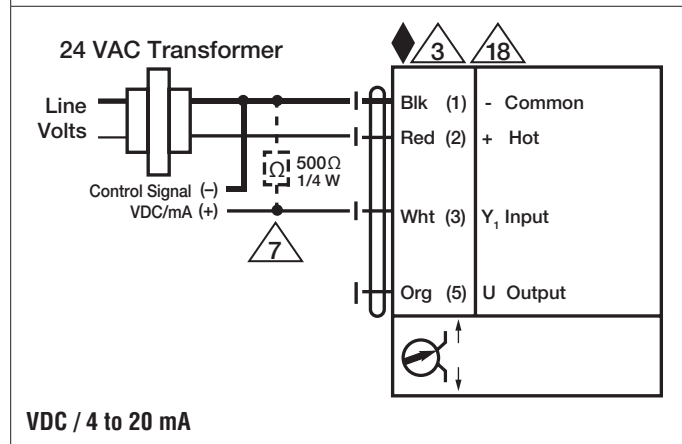 24 VAC Transformer
3 18
Line
Volts
Blk (1) - Common
Red (2) + Hot
Ω 500Ω
1/4 W
Control Signal (–)
VDC/mA (+)
Wht (3) Y₁ Input
7
Org (5) U Output
VDC / 4 to 20 mA